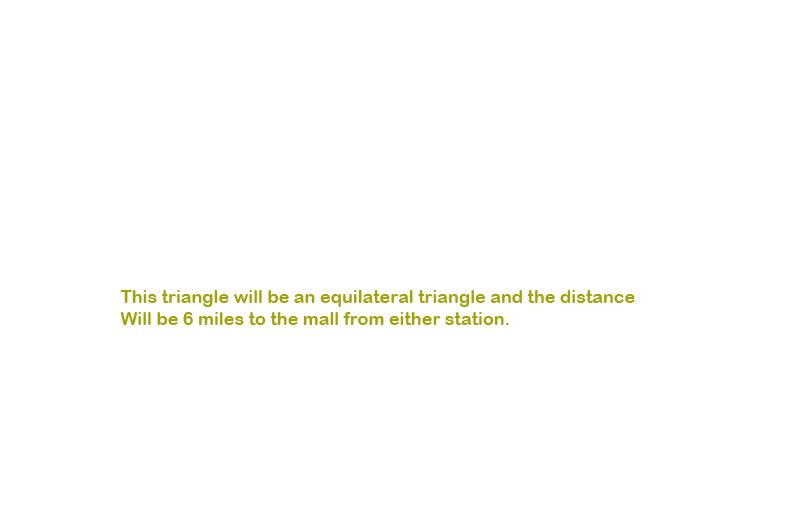 This triangle will be an equilateral triangle and the distance
Will be 6 miles to the mall from either station.